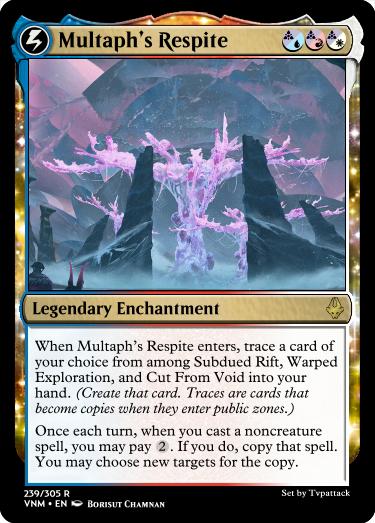 Multaph's Respite
Legendary Enchantment
When Multaph's Respite enters, trace a card of
your choice from among Subdued Rift, Warped
Exploration, and Cut From Void into your
hand. (Create that card. Traces are cards that
become copies when they enter public zones.)
Once each turn, when you cast a noncreature
spell, you may pay 2. If you do, copy that spell.
You may choose new targets for the copy.
239/305 R
VNM • EN Borisut Chamnan
Set by Tvpattack